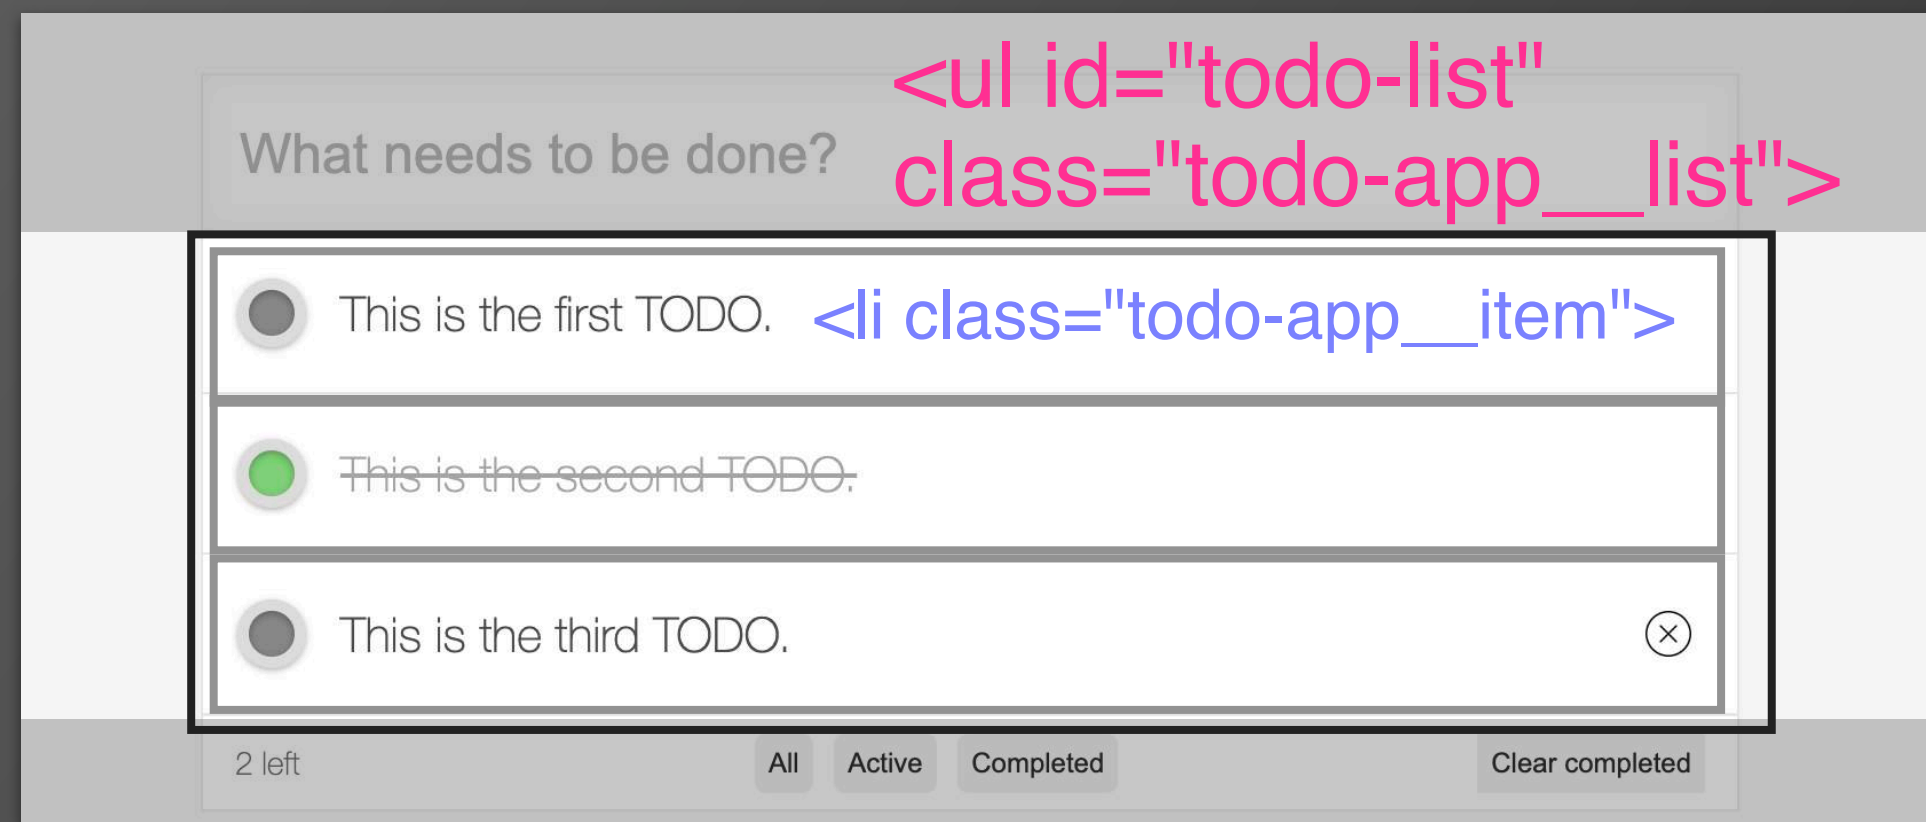 <ul id="todo-list"
What needs to be done?
class="todo-app__list">
This is the first TODO.
<li class="todo-app__item">
This is the second TODO.
This is the third TODO.
2 left
All
Active
Completed
Clear completed